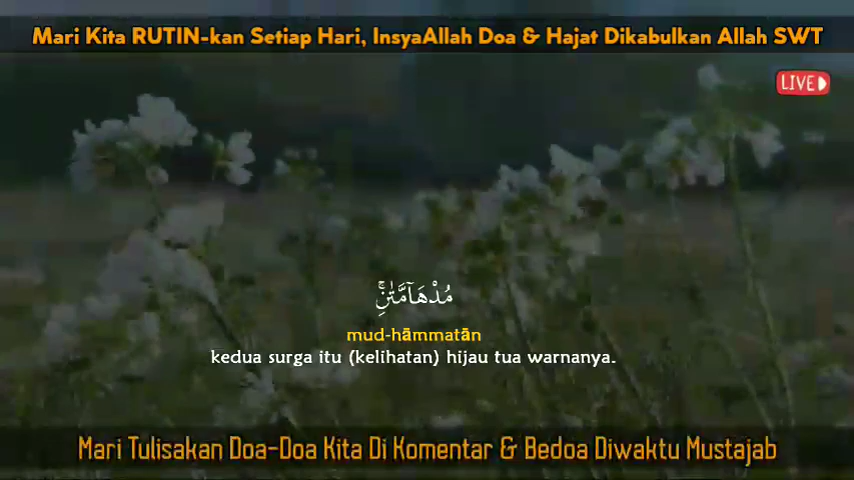 Mari Kita RUTIN-kan Setiap Hari, InsyaAllah Doa & Hajat Dikabulkan Allah SWT
LIVE
مُدْهَاۤمَّتٰنِۚ
mud-hāmmatān
kedua surga itu (kelihatan) hijau tua warnanya.
Mari Tulisakan Doa-Doa Kita Di Komentar & Bedoa Diwaktu Mustajab